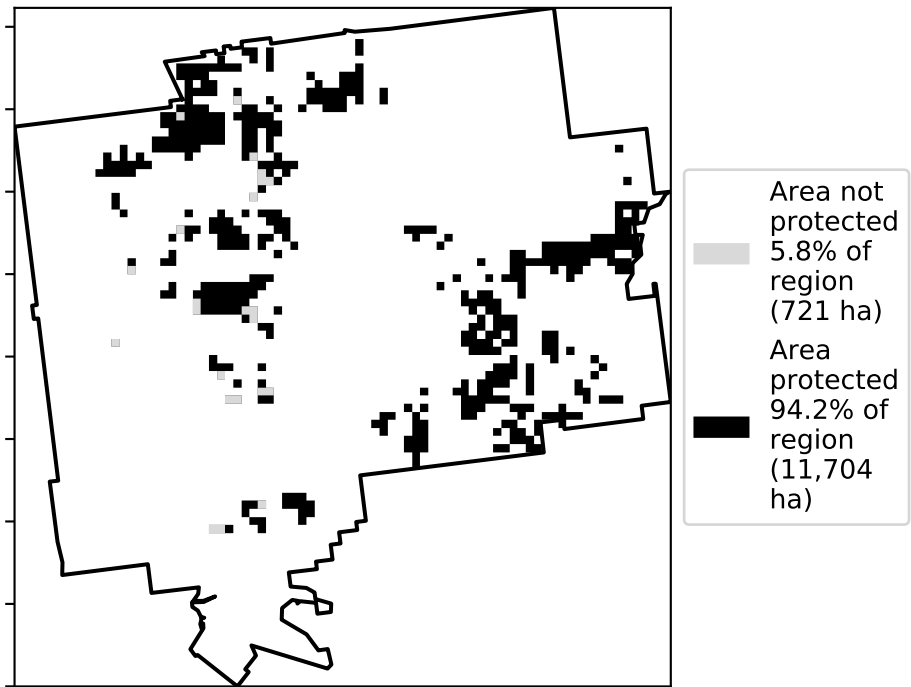 Area not
protected
5.8% of
region
(721 ha)
Area
protected
94.2% of
region
(11,704
ha)